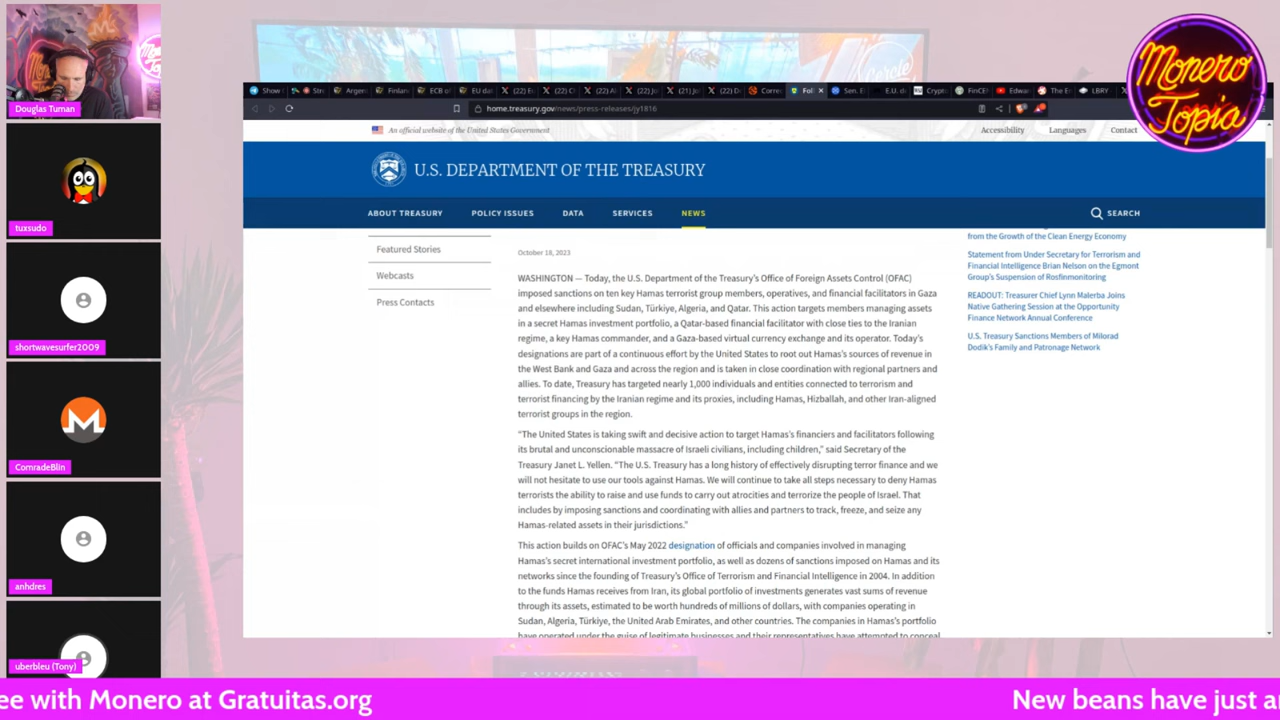 Douglas Tuman
tuxsudo
shortwavesurfer2009
ComradeBlin
anhdres
uberbleu (Tony)
Monero
Topia
home.treasury.gov/news/press-releases/jy1816
An official website of the United States Government
Accessibility
Languages
Contact
U.S. DEPARTMENT OF THE TREASURY
ABOUT TREASURY
POLICY ISSUES
DATA
SERVICES
NEWS
SEARCH
Featured Stories
Webcasts
Press Contacts
October 18, 2023
WASHINGTON — Today, the U.S. Department of the Treasury's Office of Foreign Assets Control (OFAC)
imposed sanctions on ten key Hamas terrorist group members, operatives, and financial facilitators in Gaza
and elsewhere including Sudan, Türkiye, Algeria, and Qatar. This action targets members managing assets
in a secret Hamas investment portfolio, a Qatar-based financial facilitator with close ties to the Iranian
regime, a key Hamas commander, and a Gaza-based virtual currency exchange and its operator. Today's
designations are part of a continuous effort by the United States to root out Hamas's sources of revenue in
the West Bank and Gaza and across the region and is taken in close coordination with regional partners and
allies. To date, Treasury has targeted nearly 1,000 individuals and entities connected to terrorism and
terrorist financing by the Iranian regime and its proxies, including Hamas, Hizballah, and other Iran-aligned
terrorist groups in the region.
“The United States is taking swift and decisive action to target Hamas's financiers and facilitators following
its brutal and unconscionable massacre of Israeli civilians, including children,” said Secretary of the
Treasury Janet L. Yellen. “The U.S. Treasury has a long history of effectively disrupting terror finance and we
will not hesitate to use our tools against Hamas. We will continue to take all steps necessary to deny Hamas
terrorists the ability to raise and use funds to carry out atrocities and terrorize the people of Israel. That
includes by imposing sanctions and coordinating with allies and partners to track, freeze, and seize any
Hamas-related assets in their jurisdictions.”
This action builds on OFAC's May 2022 designation of officials and companies involved in managing
Hamas's secret international investment portfolio, as well as dozens of sanctions imposed on Hamas and its
networks since the founding of Treasury's Office of Terrorism and Financial Intelligence in 2004. In addition
to the funds Hamas receives from Iran, its global portfolio of investments generates vast sums of revenue
through its assets, estimated to be worth hundreds of millions of dollars, with companies operating in
Sudan, Algeria, Türkiye, the United Arab Emirates, and other countries. The companies in Hamas's portfolio
have operated under the guise of legitimate businesses and their representatives have attempted to conceal
from the Growth of the Clean Energy Economy
Statement from Under Secretary for Terrorism and
Financial Intelligence Brian Nelson on the Egmont
Group's Suspension of Rosfinmonitoring
READOUT: Treasurer Chief Lynn Malerba Joins
Native Gathering Session at the Opportunity
Finance Network Annual Conference
U.S. Treasury Sanctions Members of Milorad
Dodik's Family and Patronage Network
ee with Monero at Gratuitas.org
New beans have just a